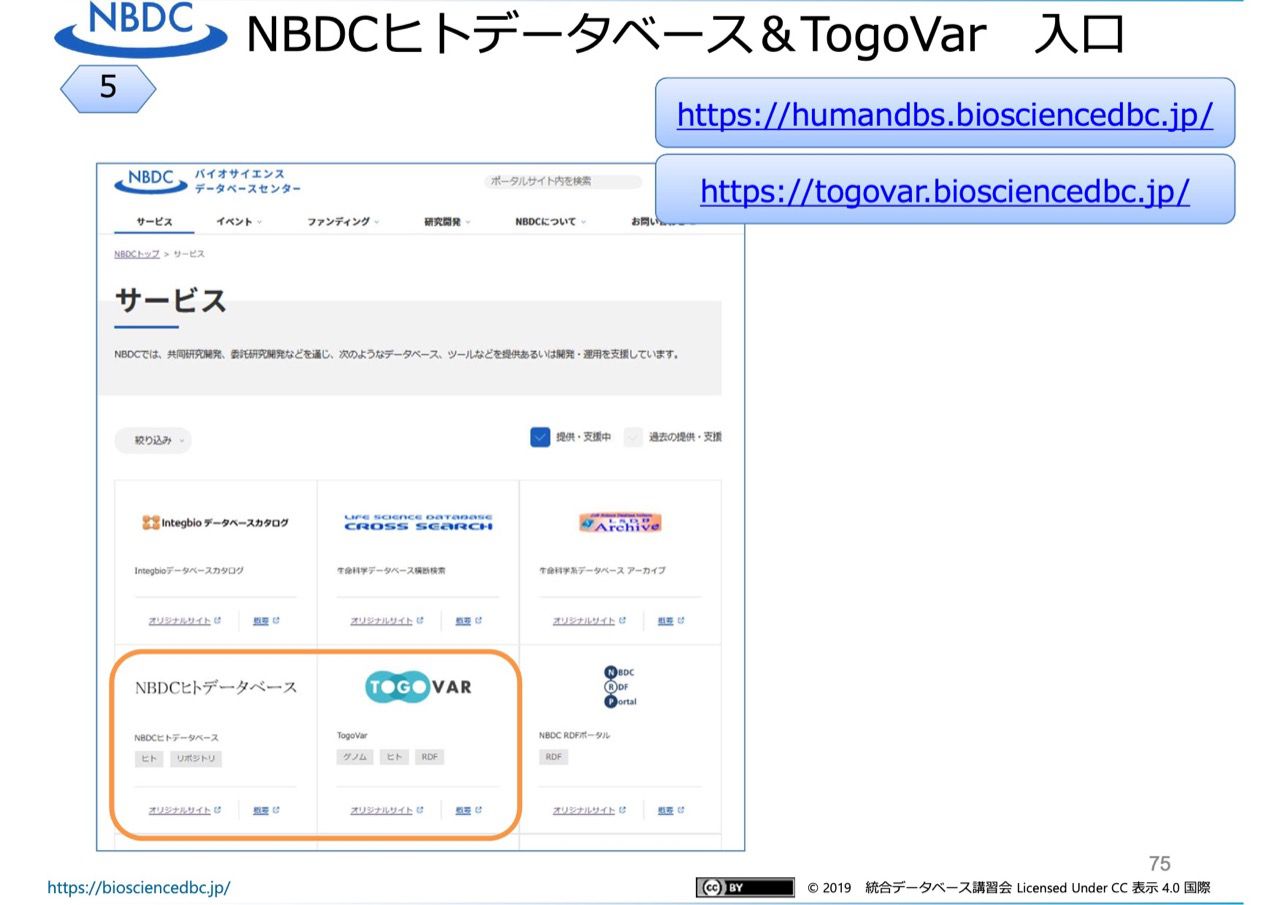 NBDC
NBDCヒトデータベース&TogoVar 入口
5
https://humandbs.biosciencedbc.jp/
https://togovar.biosciencedbc.jp/
NBDC バイオサイエンス
データベースセンター
ポータルサイト内を検索
サービス イベント ファンディング 研究開発 NBDCについて お問い
NBDCトップ > サービス
サービス
NBDCでは、共同研究開発、委託研究開発などを通じ、次のようなデータベース、ツールなどを提供あるいは開発・運用を支援しています。
絞り込み 提供・支援中 過去の提供・支援
Integbio データベースカタログ
LIFE SCIENCE DATABASE
CROSS SEARCH
LSDB
Archive
Integbioデータベースカタログ 生命科学データベース横断検索 生命科学系データベース アーカイブ
オリジナルサイト 概要 オリジナルサイト 概要 オリジナルサイト 概要
NBDCヒトデータベース TOGOVAR
NBDC
RDF
Portal
NBDCヒトデータベース TogoVar NBDC RDFポータル
ヒト リポジトリ グノム ヒト RDF RDF
オリジナルサイト 概要 オリジナルサイト 概要 オリジナルサイト 概要
75
https://biosciencedbc.jp/ cc BY © 2019 統合データベース講習会 Licensed Under CC 表示 4.0 国際